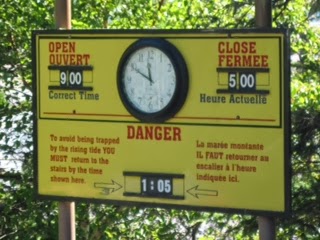 OPEN
OUVERT
9 00
Correct Time
CLOSE
FERMEE
5 00
Heure Actuelle
DANGER
To avoid being trapped
by the rising tide YOU
MUST return to the
stairs by the time
shown here.
La marée montante
IL FAUT retourner au
escalier à l'heure
indiquée ici.
1:05